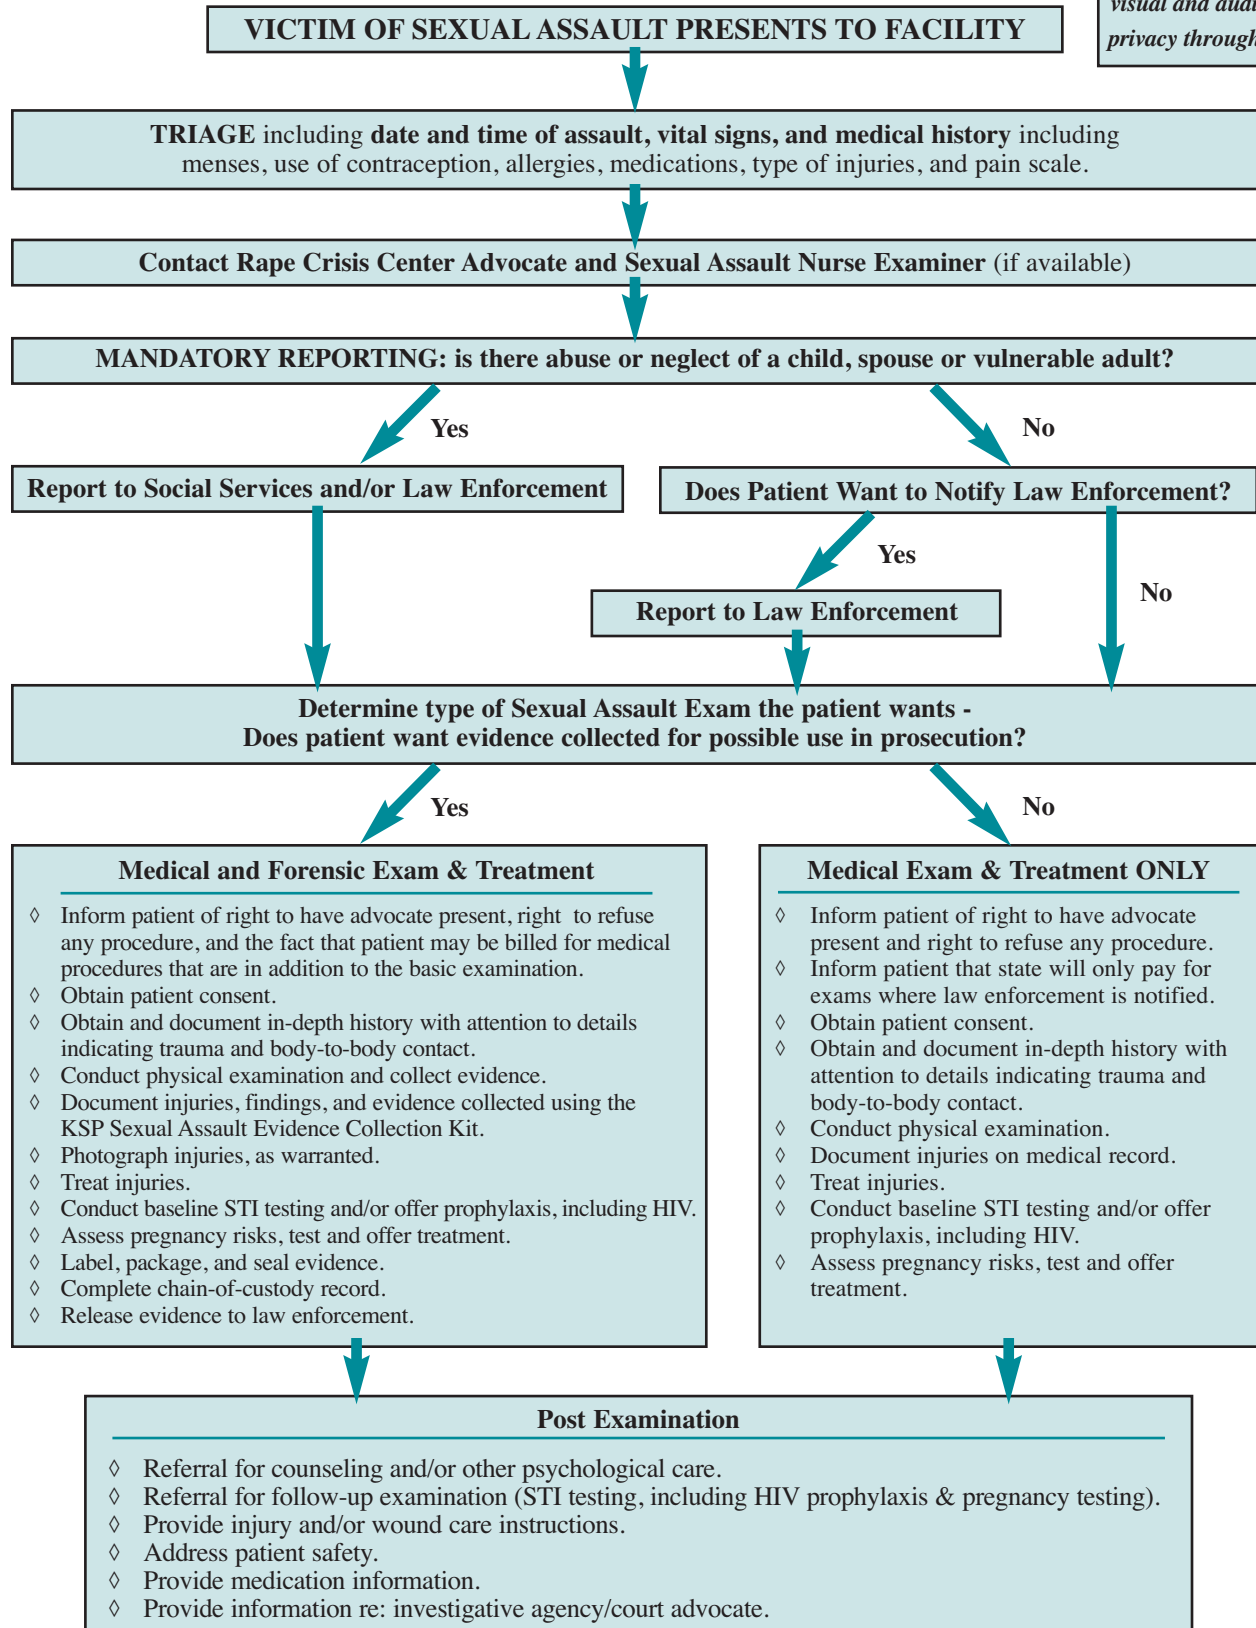 visual and
privacy
VICTIM OF SEXUAL ASSAULT PRESENTS TO FACILITY
TRIAGE including date and time of assault, vital signs, and medical history including
menses, use of contraception, allergies, medications, type of injuries, and pain scale.
Contact Rape Crisis Center Advocate and Sexual Assault Nurse Examiner (if available)
MANDATORY REPORTING: is there abuse or neglect of a child, spouse or vulnerable adult?
Yes
No
Report to Social Services and/or Law Enforcement
Does Patient Want to Notify Law Enforcement?
Yes
No
Report to Law Enforcement
Determine type of Sexual Assault Exam the patient wants -
Does patient want evidence collected for possible use in prosecution?
Yes
No
Medical and Forensic Exam & Treatment
◊ Inform patient of right to have advocate present, right to refuse
any procedure, and the fact that patient may be billed for medical
procedures that are in addition to the basic examination.
◊ Obtain patient consent.
◊ Obtain and document in-depth history with attention to details
indicating trauma and body-to-body contact.
◊ Conduct physical examination and collect evidence.
◊ Document injuries, findings, and evidence collected using the
KSP Sexual Assault Evidence Collection Kit.
◊ Photograph injuries, as warranted.
◊ Treat injuries.
◊ Conduct baseline STI testing and/or offer prophylaxis, including HIV.
◊ Assess pregnancy risks, test and offer treatment.
◊ Label, package, and seal evidence.
◊ Complete chain-of-custody record.
◊ Release evidence to law enforcement.
Medical Exam & Treatment ONLY
◊ Inform patient of right to have advocate
present and right to refuse any procedure.
◊ Inform patient that state will only pay for
exams where law enforcement is notified.
◊ Obtain patient consent.
◊ Obtain and document in-depth history with
attention to details indicating trauma and
body-to-body contact.
◊ Conduct physical examination.
◊ Document injuries on medical record.
◊ Treat injuries.
◊ Conduct baseline STI testing and/or offer
prophylaxis, including HIV.
◊ Assess pregnancy risks, test and offer
treatment.
Post Examination
◊ Referral for counseling and/or other psychological care.
◊ Referral for follow-up examination (STI testing, including HIV prophylaxis & pregnancy testing).
◊ Provide injury and/or wound care instructions.
◊ Address patient safety.
◊ Provide medication information.
◊ Provide information re: investigative agency/court advocate.